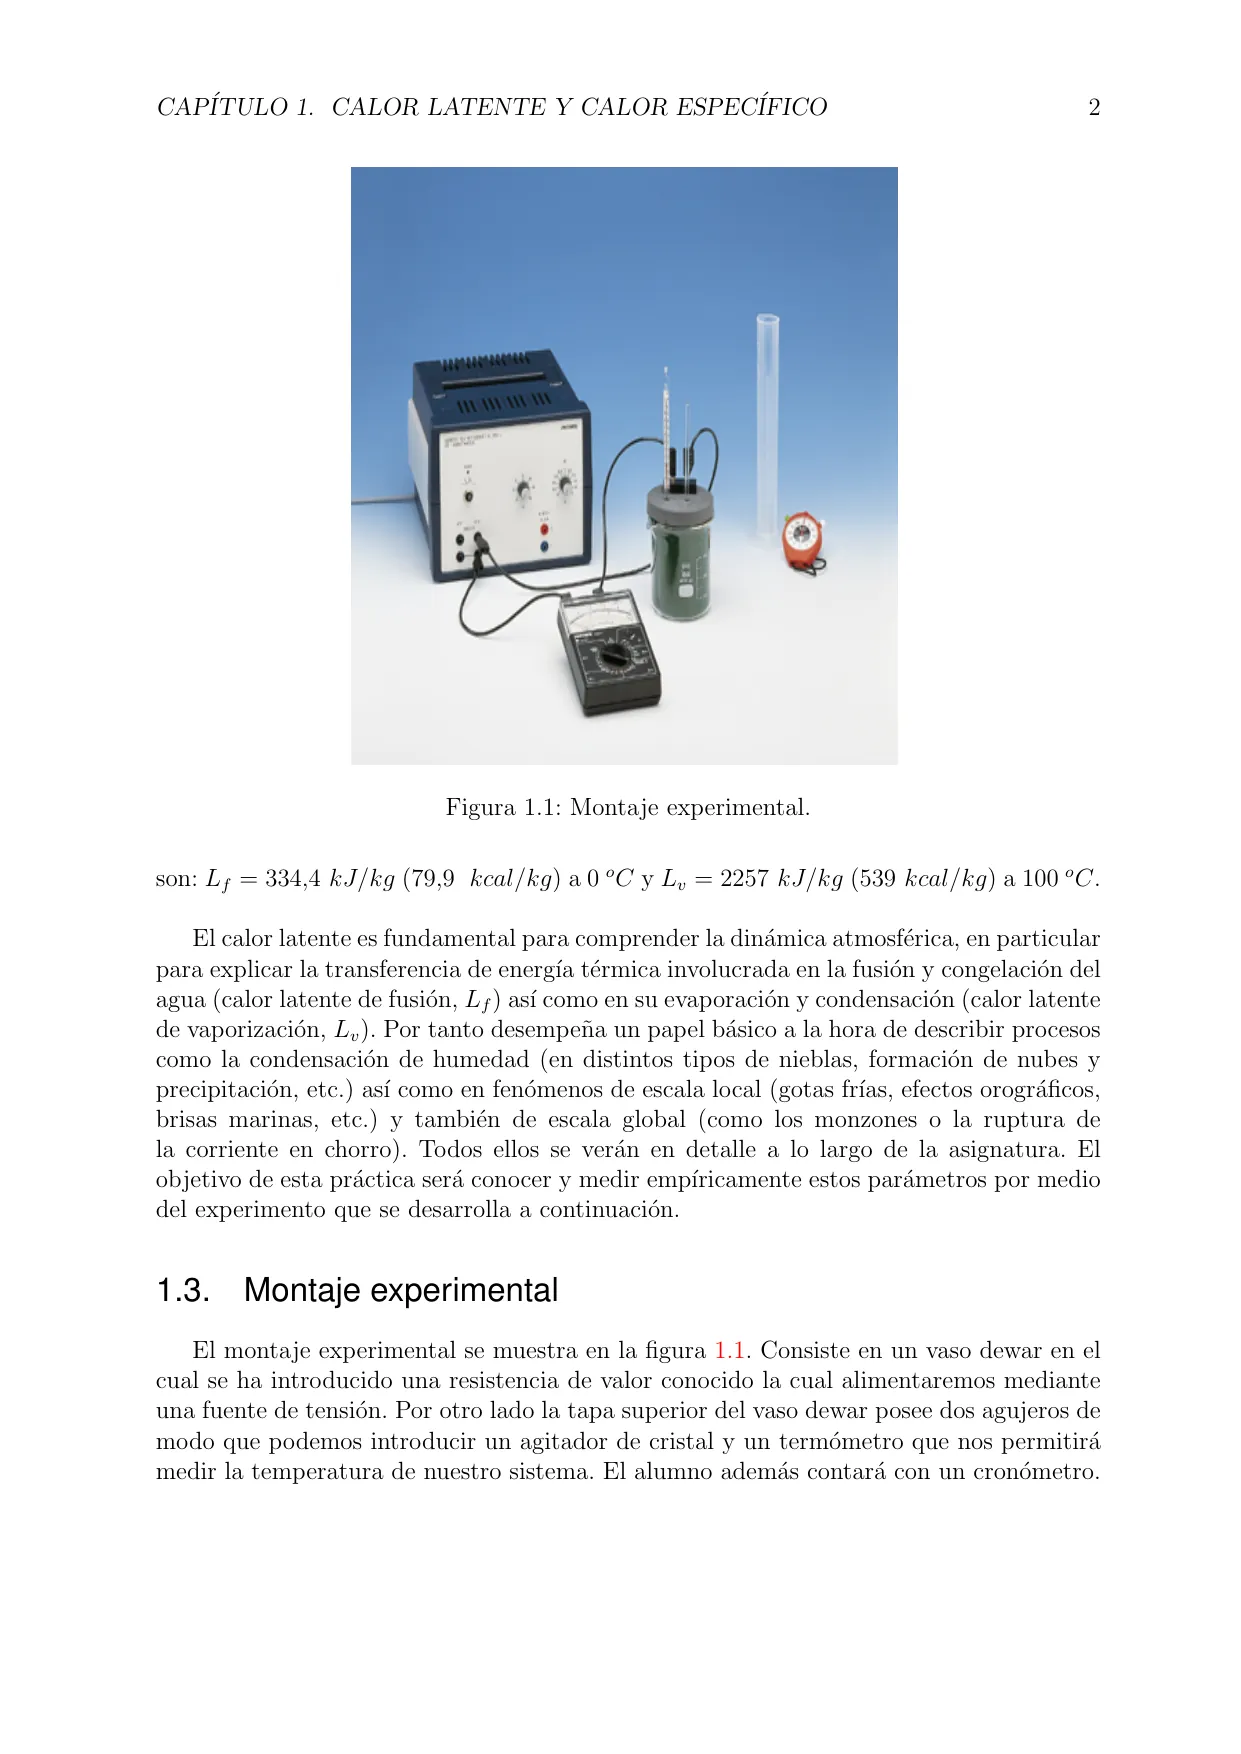 CAPÍTULO 1. CALOR LATENTE Y CALOR ESPECÍFICO 2
Figura 1.1: Montaje experimental.
son: L_f = 334,4 kJ/kg (79,9 kcal/kg) a 0 °C y L_v = 2257 kJ/kg (539 kcal/kg) a 100 °C.
El calor latente es fundamental para comprender la dinámica atmosférica, en particular
para explicar la transferencia de energía térmica involucrada en la fusión y congelación del
agua (calor latente de fusión, L_f) así como en su evaporación y condensación (calor latente
de vaporización, L_v). Por tanto desempeña un papel básico a la hora de describir procesos
como la condensación de humedad (en distintos tipos de nieblas, formación de nubes y
precipitación, etc.) así como en fenómenos de escala local (gotas frías, efectos orográficos,
brisas marinas, etc.) y también de escala global (como los monzones o la ruptura de
la corriente en chorro). Todos ellos se verán en detalle a lo largo de la asignatura. El
objetivo de esta práctica será conocer y medir empíricamente estos parámetros por medio
del experimento que se desarrolla a continuación.
1.3. Montaje experimental
El montaje experimental se muestra en la figura 1.1. Consiste en un vaso dewar en el
cual se ha introducido una resistencia de valor conocido la cual alimentaremos mediante
una fuente de tensión. Por otro lado la tapa superior del vaso dewar posee dos agujeros de
modo que podemos introducir un agitador de cristal y un termómetro que nos permitirá
medir la temperatura de nuestro sistema. El alumno además contará con un cronómetro.